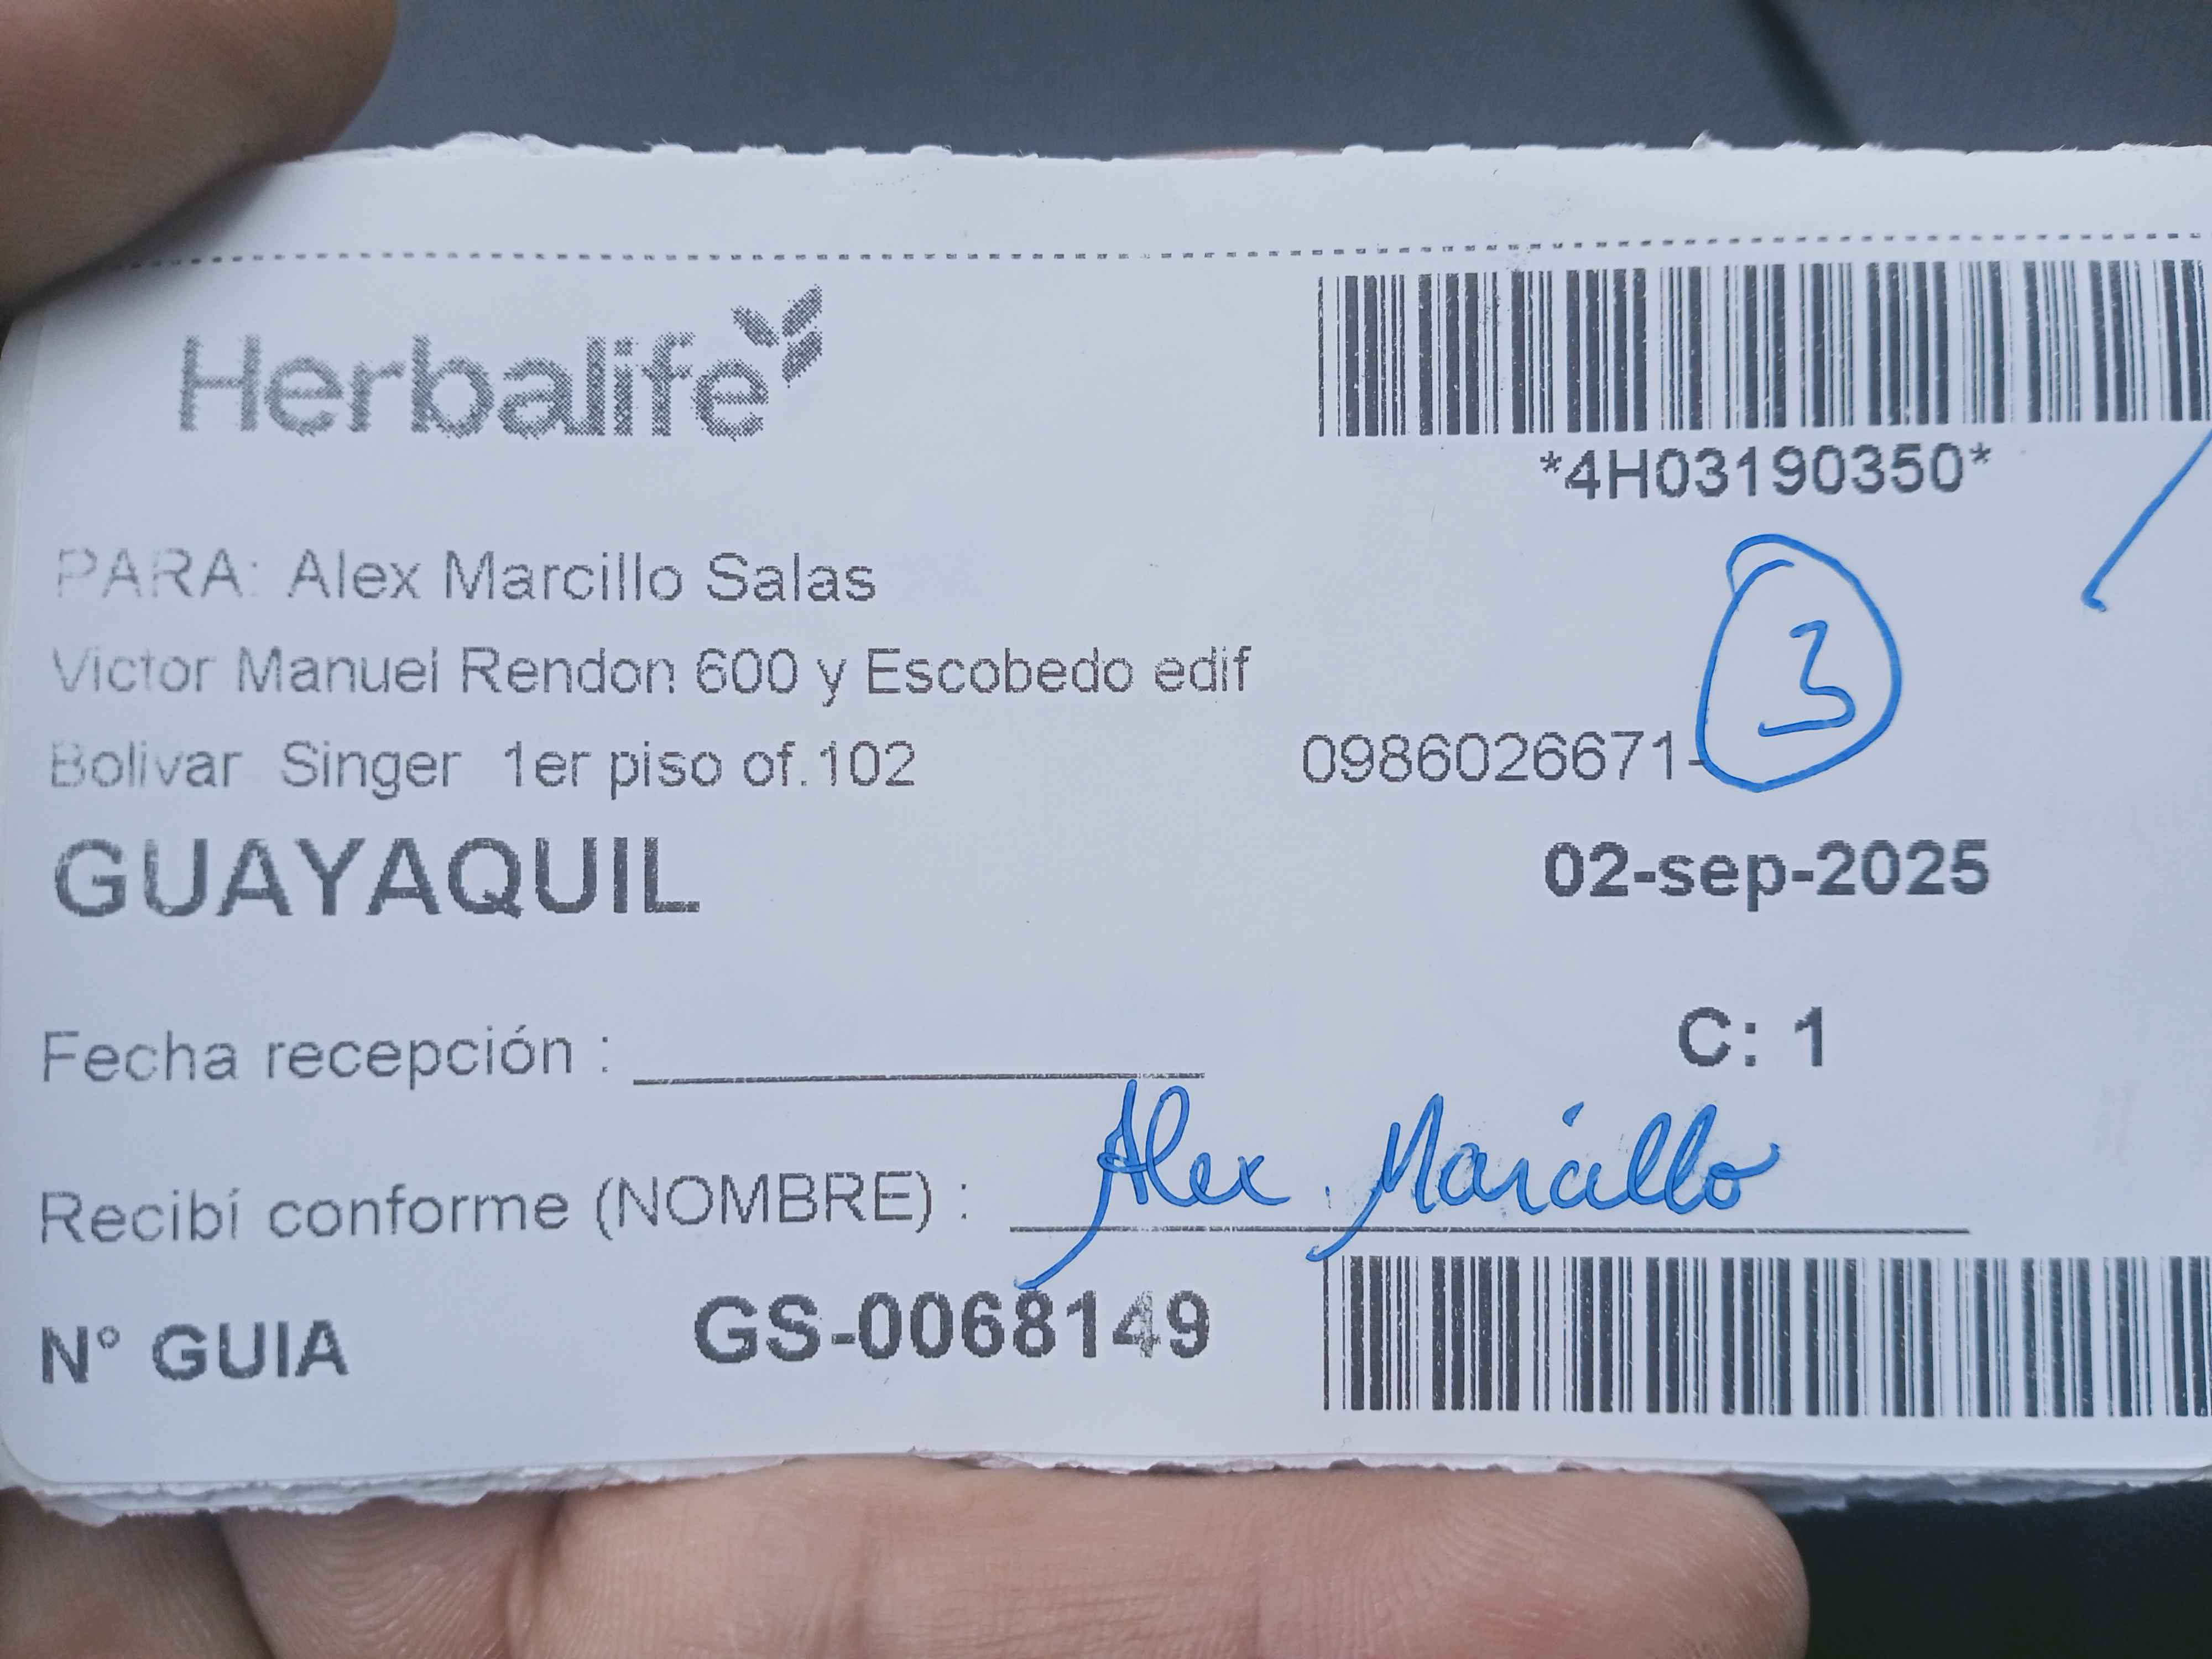 Herbalife
*4H03190350*
PARA: Alex Marcillo Salas
3
Victor Manuel Rendon 600 y Escobedo edif
Bolivar Singer 1er piso of.102 0986026671-
GUAYAQUIL 02-sep-2025
C: 1
Fecha recepción :
Recibí conforme (NOMBRE) : Alex Marcillo
N° GUIA GS-0068149